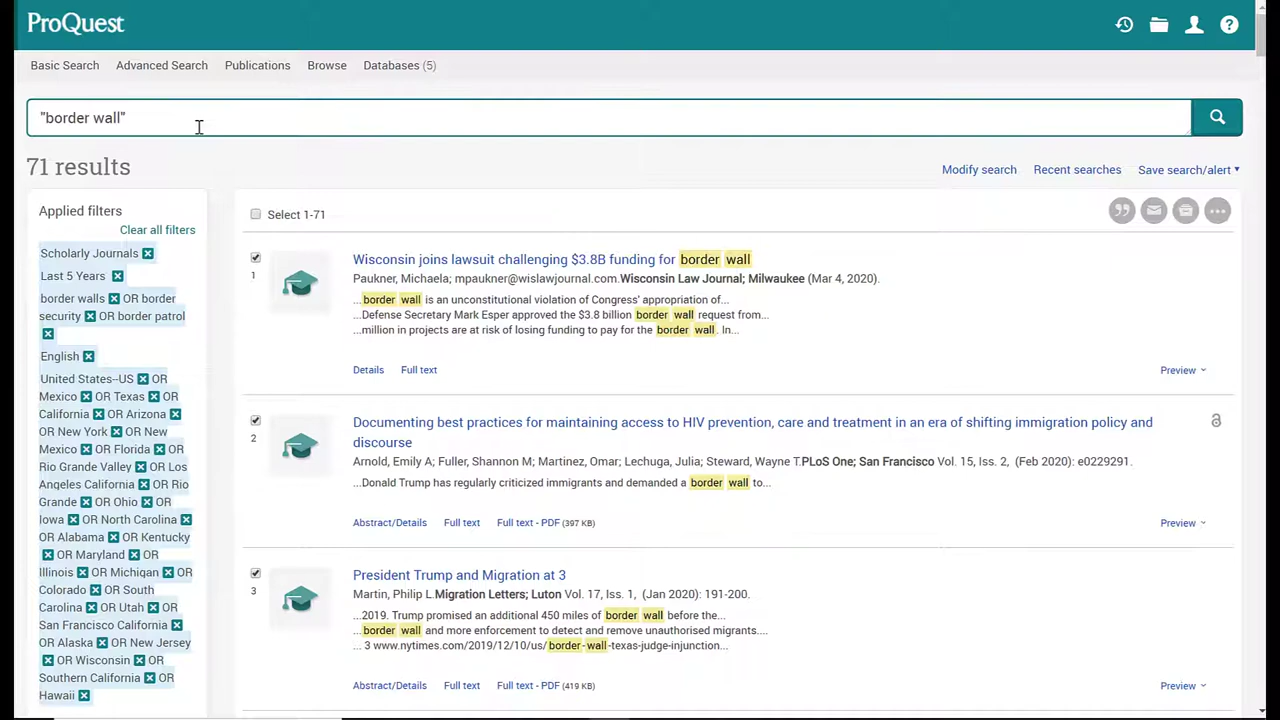 ProQuest
Basic Search Advanced Search Publications Browse Databases (5)
"border wall"
71 results
Modify search Recent searches Save search/alert
Applied filters
Clear all filters
Scholarly Journals
Last 5 Years
border walls OR border
security OR border patrol
English
United States--US OR
Mexico OR Texas OR
California OR Arizona
OR New York OR New
Mexico OR Florida OR
Rio Grande Valley OR Los
Angeles California OR Rio
Grande OR Ohio OR
Iowa OR North Carolina
OR Alabama OR Kentucky
OR Maryland OR
Illinois OR Michigan OR
Colorado OR South
Carolina OR Utah OR
San Francisco California
OR Alaska OR New Jersey
OR Wisconsin OR
Southern California OR
Hawaii
Select 1-71
1
Wisconsin joins lawsuit challenging $3.8B funding for border wall
Paukner, Michaela; mpaukner@wislawjournal.com.Wisconsin Law Journal; Milwaukee (Mar 4, 2020).
...border wall is an unconstitutional violation of Congress' appropriation of...
...Defense Secretary Mark Esper approved the $3.8 billion border wall request from...
...million in projects are at risk of losing funding to pay for the border wall. In...
Details Full text Preview
2
Documenting best practices for maintaining access to HIV prevention, care and treatment in an era of shifting immigration policy and
discourse
Arnold, Emily A; Fuller, Shannon M; Martinez, Omar; Lechuga, Julia; Steward, Wayne T.PLoS One; San Francisco Vol. 15, Iss. 2, (Feb 2020): e0229291.
...Donald Trump has regularly criticized immigrants and demanded a border wall to...
Abstract/Details Full text Full text - PDF (397 KB) Preview
3
President Trump and Migration at 3
Martin, Philip L.Migration Letters; Luton Vol. 17, Iss. 1, (Jan 2020): 191-200.
...2019. Trump promised an additional 450 miles of border wall before the...
...border wall and more enforcement to detect and remove unauthorised migrants....
... 3 www.nytimes.com/2019/12/10/us/border-wall-texas-judge-injunction...
Abstract/Details Full text Full text - PDF (419 KB) Preview